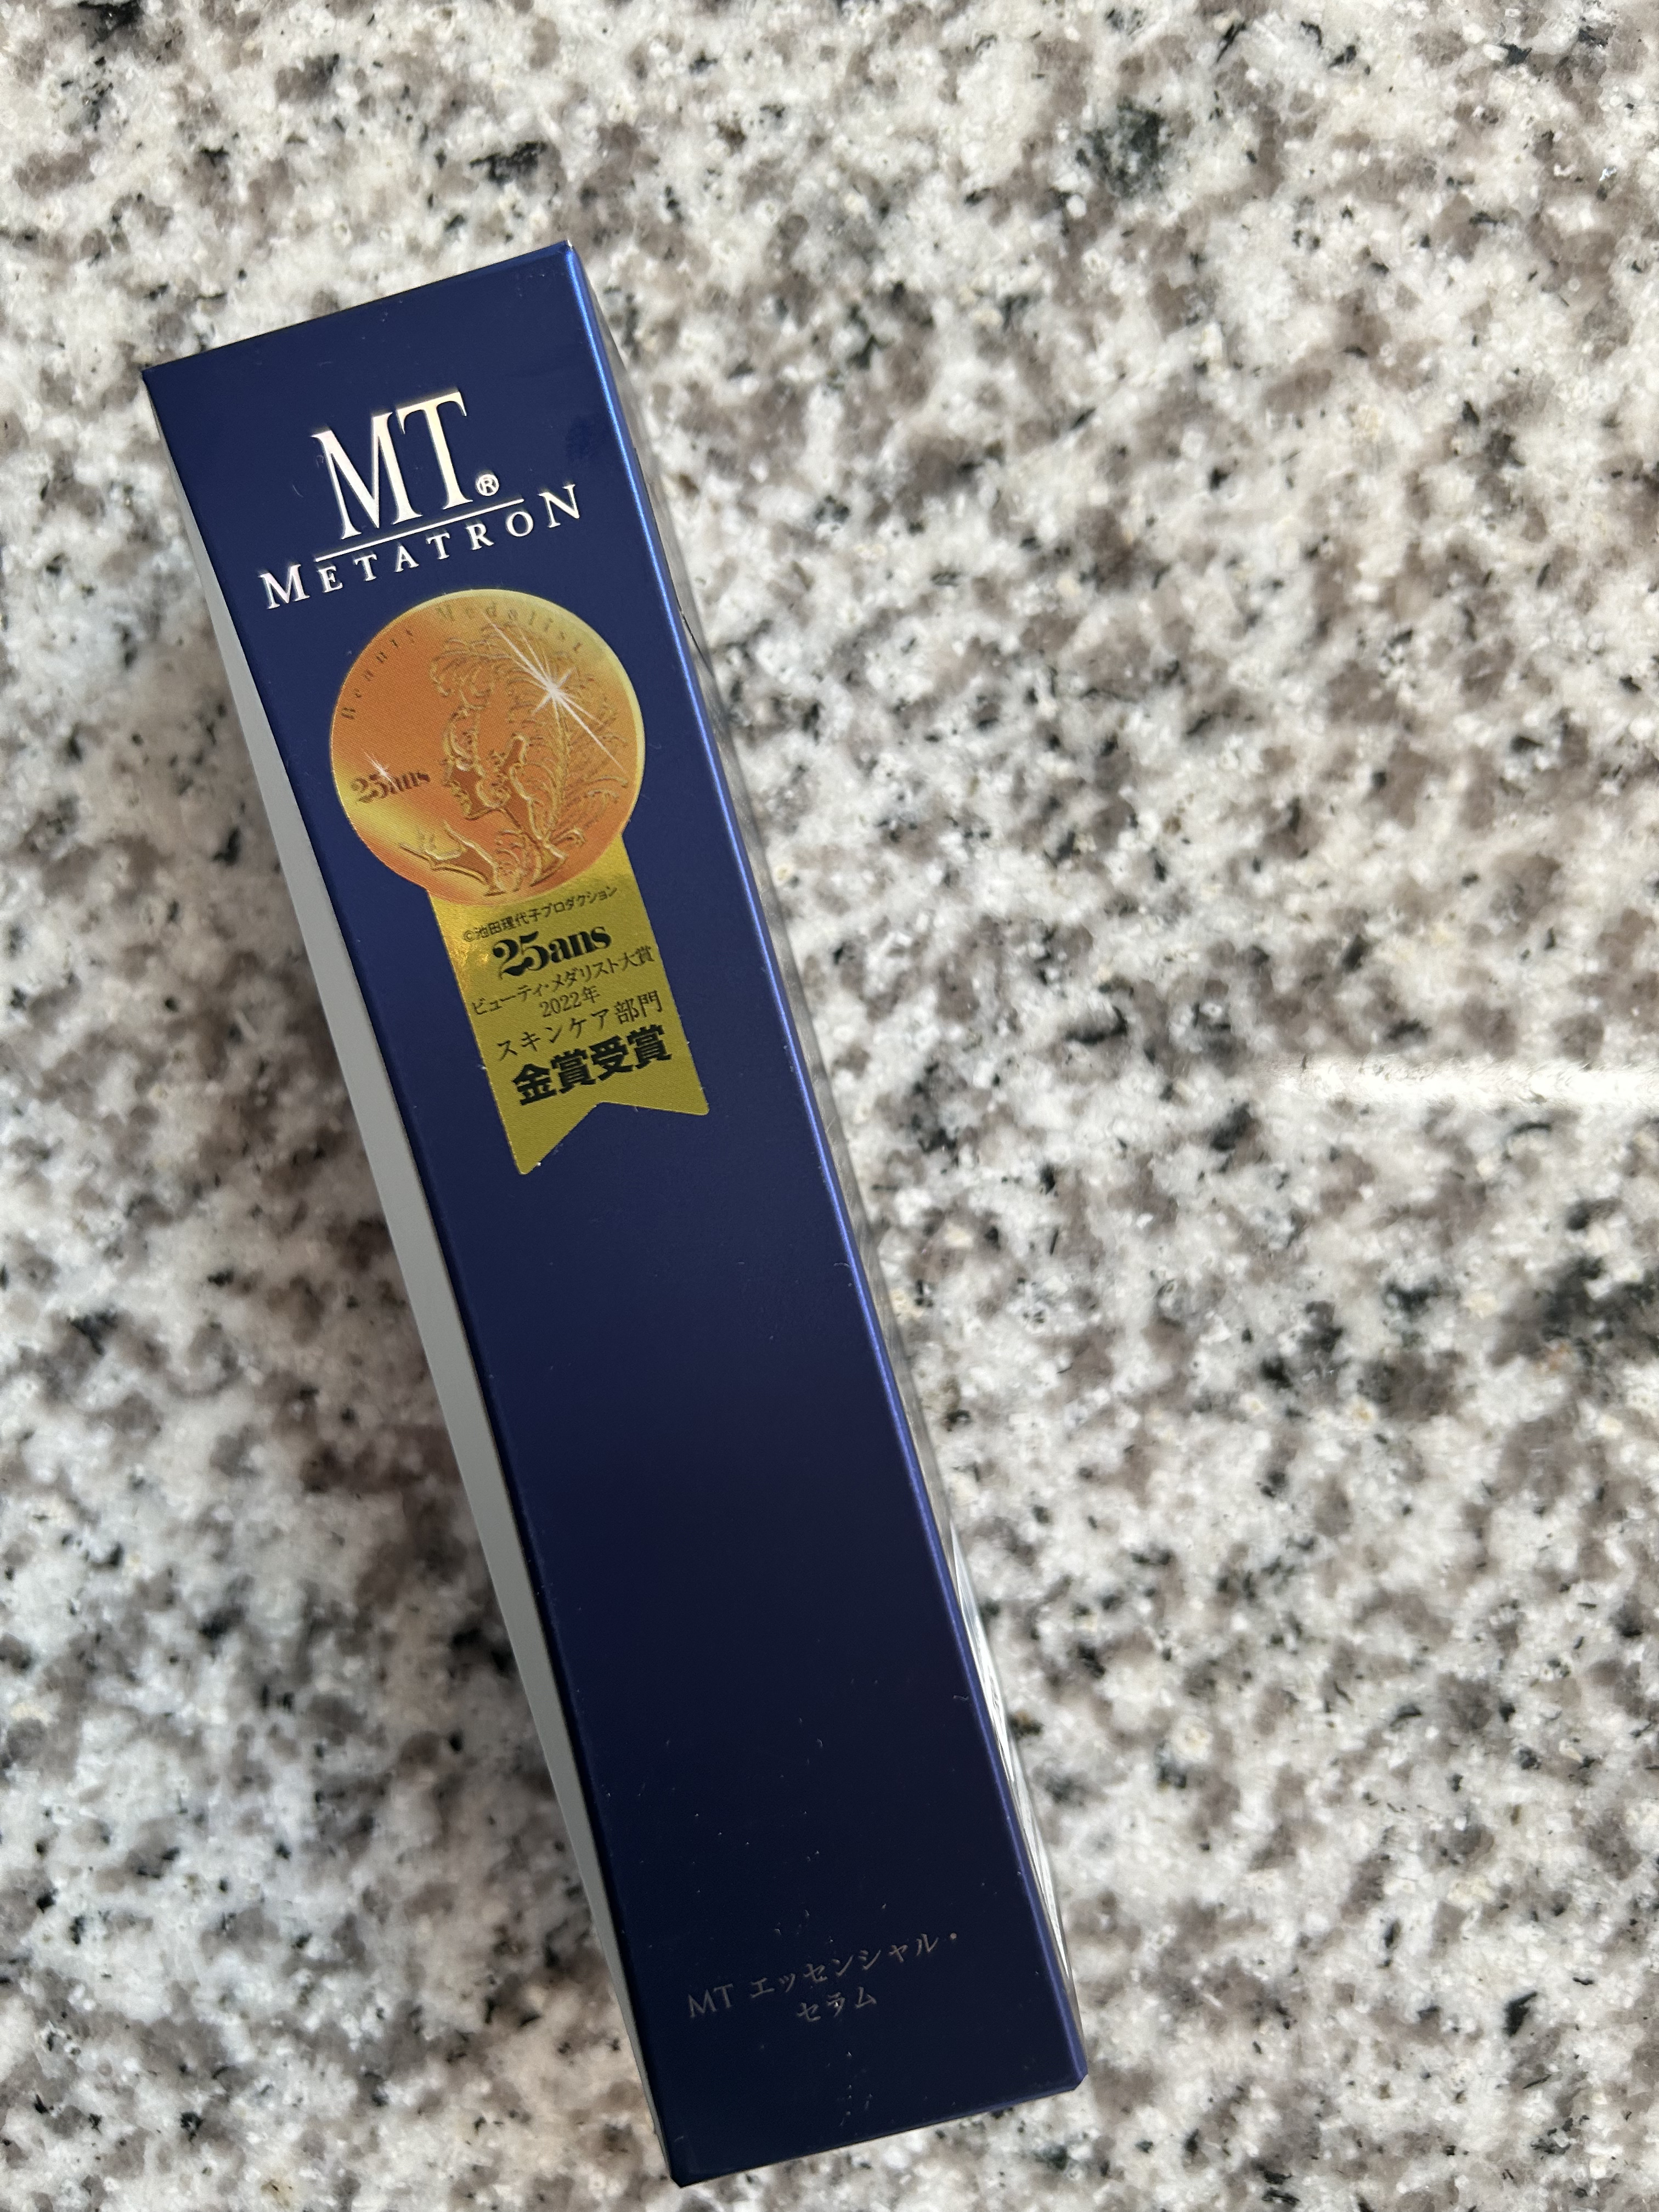 MT®
METATRON
Beauty Medalist
25ans
©池田理代子プロダクション
25ans
ビューティ・メダリスト大賞
2022年
スキンケア部門
金賞受賞
MT エッセンシャル・
セラム